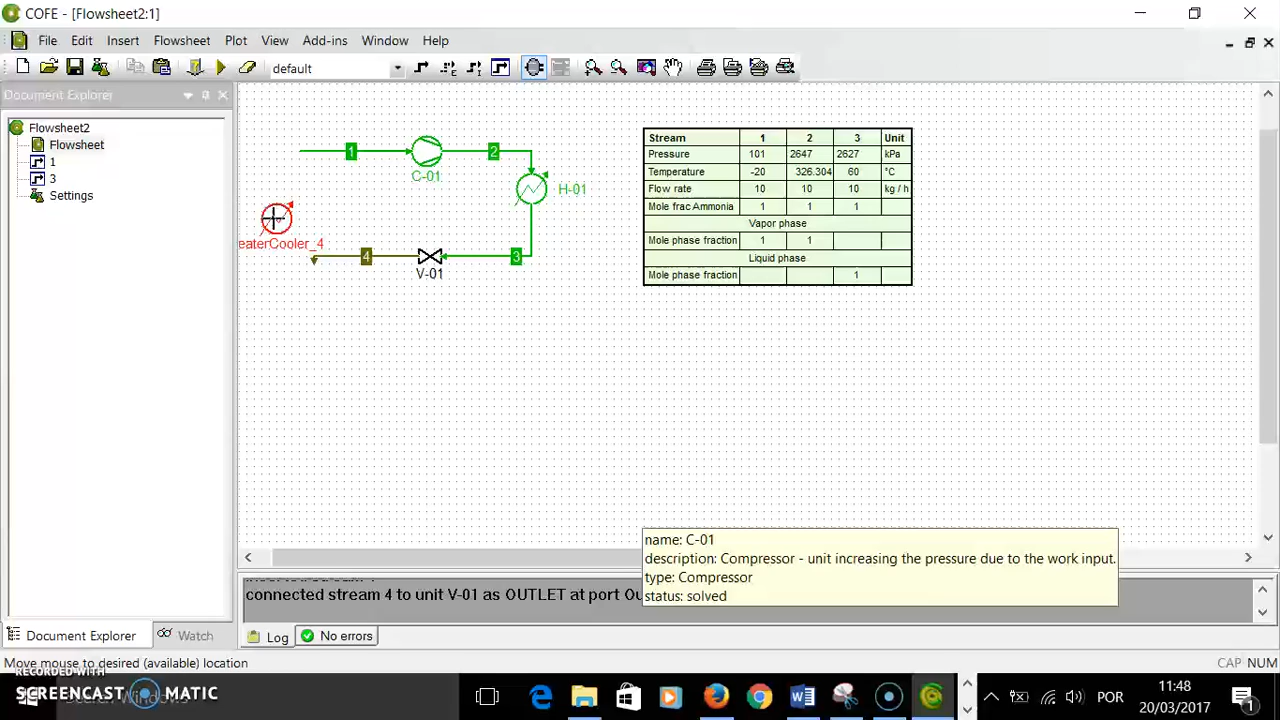 COFE - [Flowsheet2:1]
File Edit Insert Flowsheet Plot View Add-ins Window Help
default
Document Explorer
Flowsheet2
Flowsheet
1
3
Settings
1
2
C-01
H-01
eaterCooler_4
4
3
V-01
Stream 1 2 3 Unit
Pressure 101 2647 2627 kPa
Temperature -20 326.304 60 °C
Flow rate 10 10 10 kg / h
Mole frac Ammonia 1 1 1
Vapor phase
Mole phase fraction 1 1
Liquid phase
Mole phase fraction 1
name: C-01
description: Compressor - unit increasing the pressure due to the work input.
type: Compressor
status: solved
connected stream 4 to unit V-01 as OUTLET at port Ou
Document Explorer Watch
Log No errors
Move mouse to desired (available) location
CAP NUM
RECORDED WITH
SCREENCAST MATIC
POR
11:48
20/03/2017
1